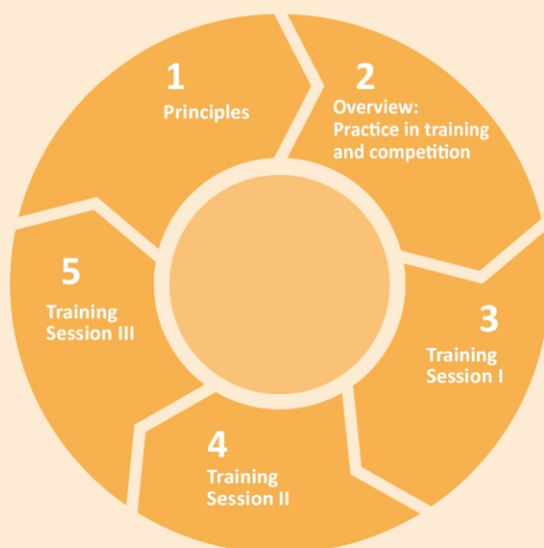 1
Principles
2
Overview:
Practice in training
and competition
3
Training
Session I
4
Training
Session II
5
Training
Session III